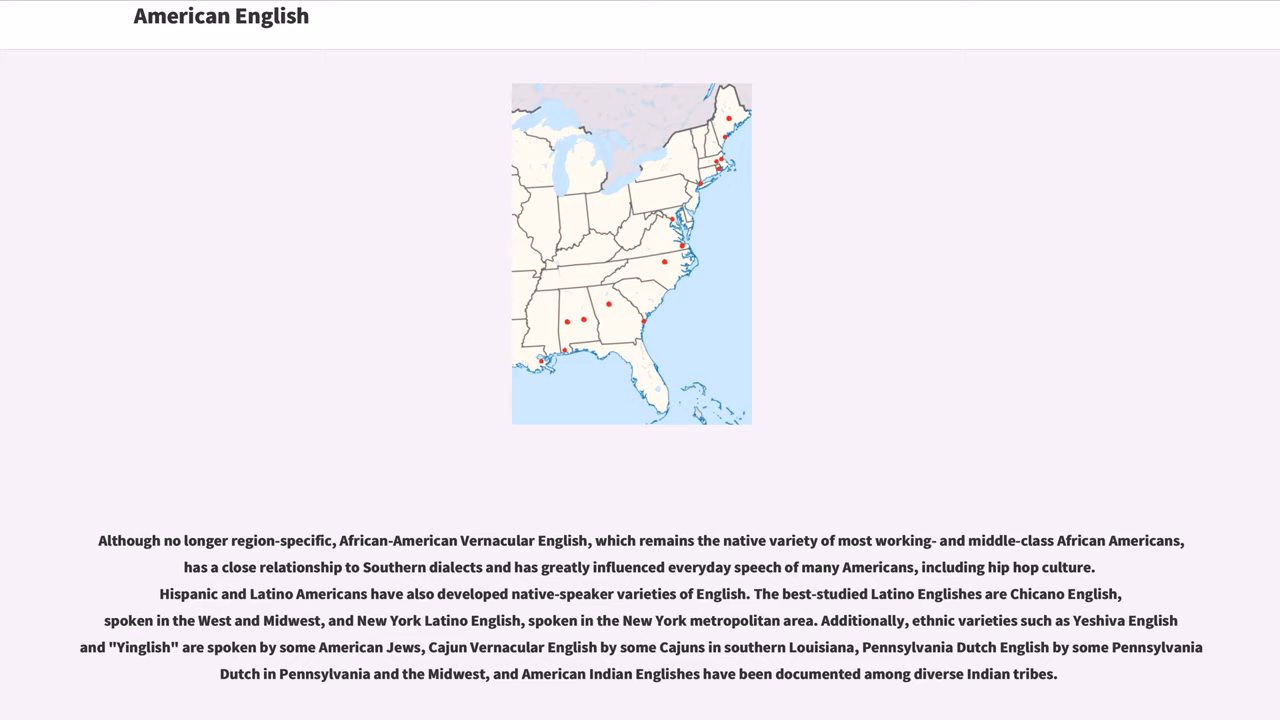 American English
Although no longer region-specific, African-American Vernacular English, which remains the native variety of most working- and middle-class African Americans,
has a close relationship to Southern dialects and has greatly influenced everyday speech of many Americans, including hip hop culture.
Hispanic and Latino Americans have also developed native-speaker varieties of English. The best-studied Latino Englishes are Chicano English,
spoken in the West and Midwest, and New York Latino English, spoken in the New York metropolitan area. Additionally, ethnic varieties such as Yeshiva English
and "Yinglish" are spoken by some American Jews, Cajun Vernacular English by some Cajuns in southern Louisiana, Pennsylvania Dutch English by some Pennsylvania
Dutch in Pennsylvania and the Midwest, and American Indian Englishes have been documented among diverse Indian tribes.